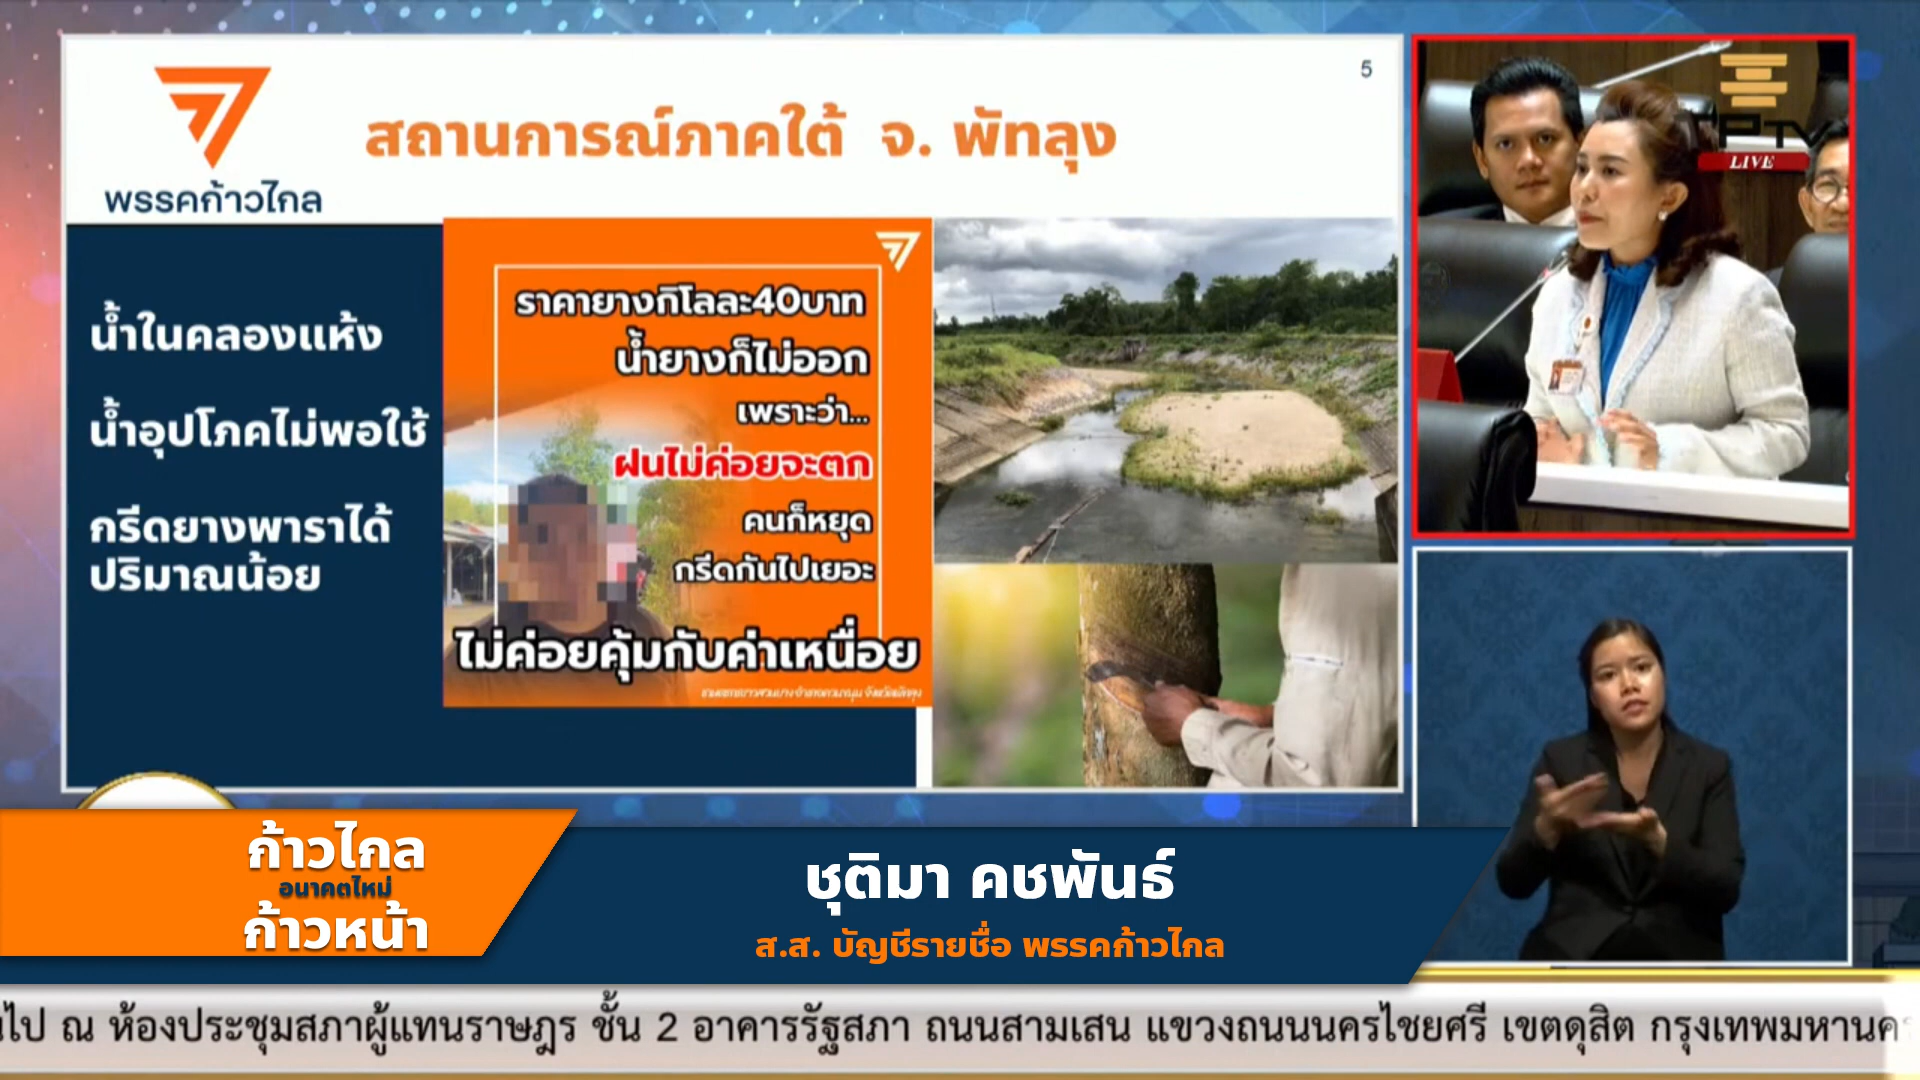 5
สถานการณ์ภาคใต้ จ. พัทลุง
พรรคก้าวไกล
น้ำในคลองแห้ง
น้ำอุปโภคไม่พอใช้
กรีดยางพาราได้
ปริมาณน้อย
ราคายางกิโลละ40บาท
น้ำยางก็ไม่ออก
เพราะว่า...
ฝนไม่ค่อยจะตก
คนก็หยุด
กรีดกันไปเยอะ
ไม่ค่อยคุ้มกับค่าเหนื่อย
LIVE
ก้าวไกล
อนาคตใหม่
ก้าวหน้า
ชุติมา คชพันธ์
ส.ส. บัญชีรายชื่อ พรรคก้าวไกล
ไป ณ ห้องประชุมสภาผู้แทนราษฎร ชั้น 2 อาคารรัฐสภา ถนนสามเสน แขวงถนนนครไชยศรี เขตดุสิต กรุงเทพมหานคร